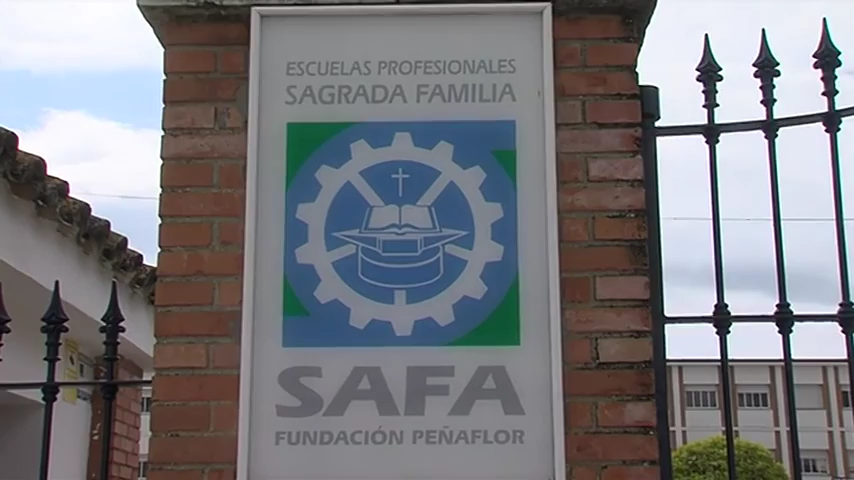 ESCUELAS PROFESIONALES
SAGRADA FAMILIA
SAFA
FUNDACIÓN PEÑAFLOR